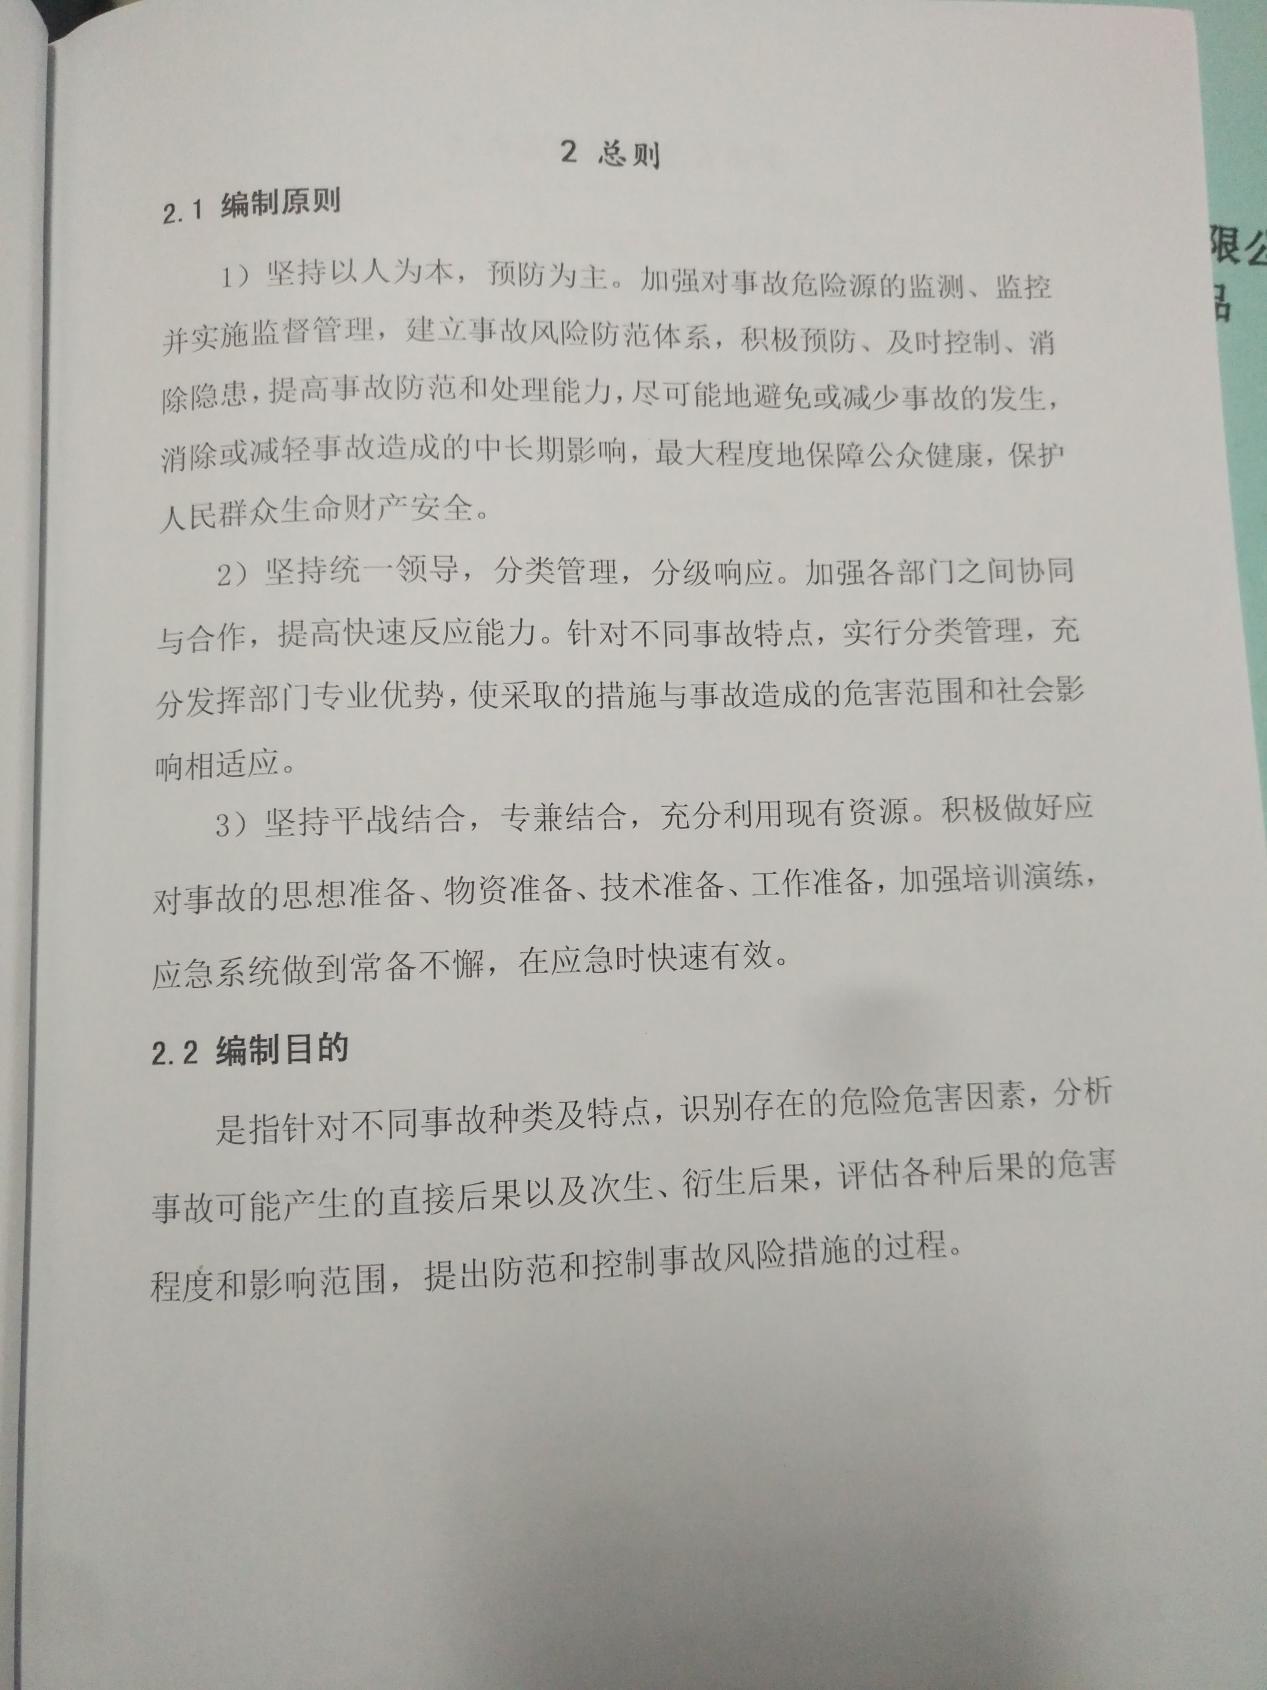 2 总则
2.1 编制原则
1）坚持以人为本，预防为主。加强对事故危险源的监测、监控
并实施监督管理，建立事故风险防范体系，积极预防、及时控制、消
除隐患，提高事故防范和处理能力，尽可能地避免或减少事故的发生，
消除或减轻事故造成的中长期影响，最大程度地保障公众健康，保护
人民群众生命财产安全。
2）坚持统一领导，分类管理，分级响应。加强各部门之间协同
与合作，提高快速反应能力。针对不同事故特点，实行分类管理，充
分发挥部门专业优势，使采取的措施与事故造成的危害范围和社会影
响相适应。
3）坚持平战结合，专兼结合，充分利用现有资源。积极做好应
对事故的思想准备、物资准备、技术准备、工作准备，加强培训演练，
应急系统做到常备不懈，在应急时快速有效。
2.2 编制目的
是指针对不同事故种类及特点，识别存在的危险危害因素，分析
事故可能产生的直接后果以及次生、衍生后果，评估各种后果的危害
程度和影响范围，提出防范和控制事故风险措施的过程。
限公
品